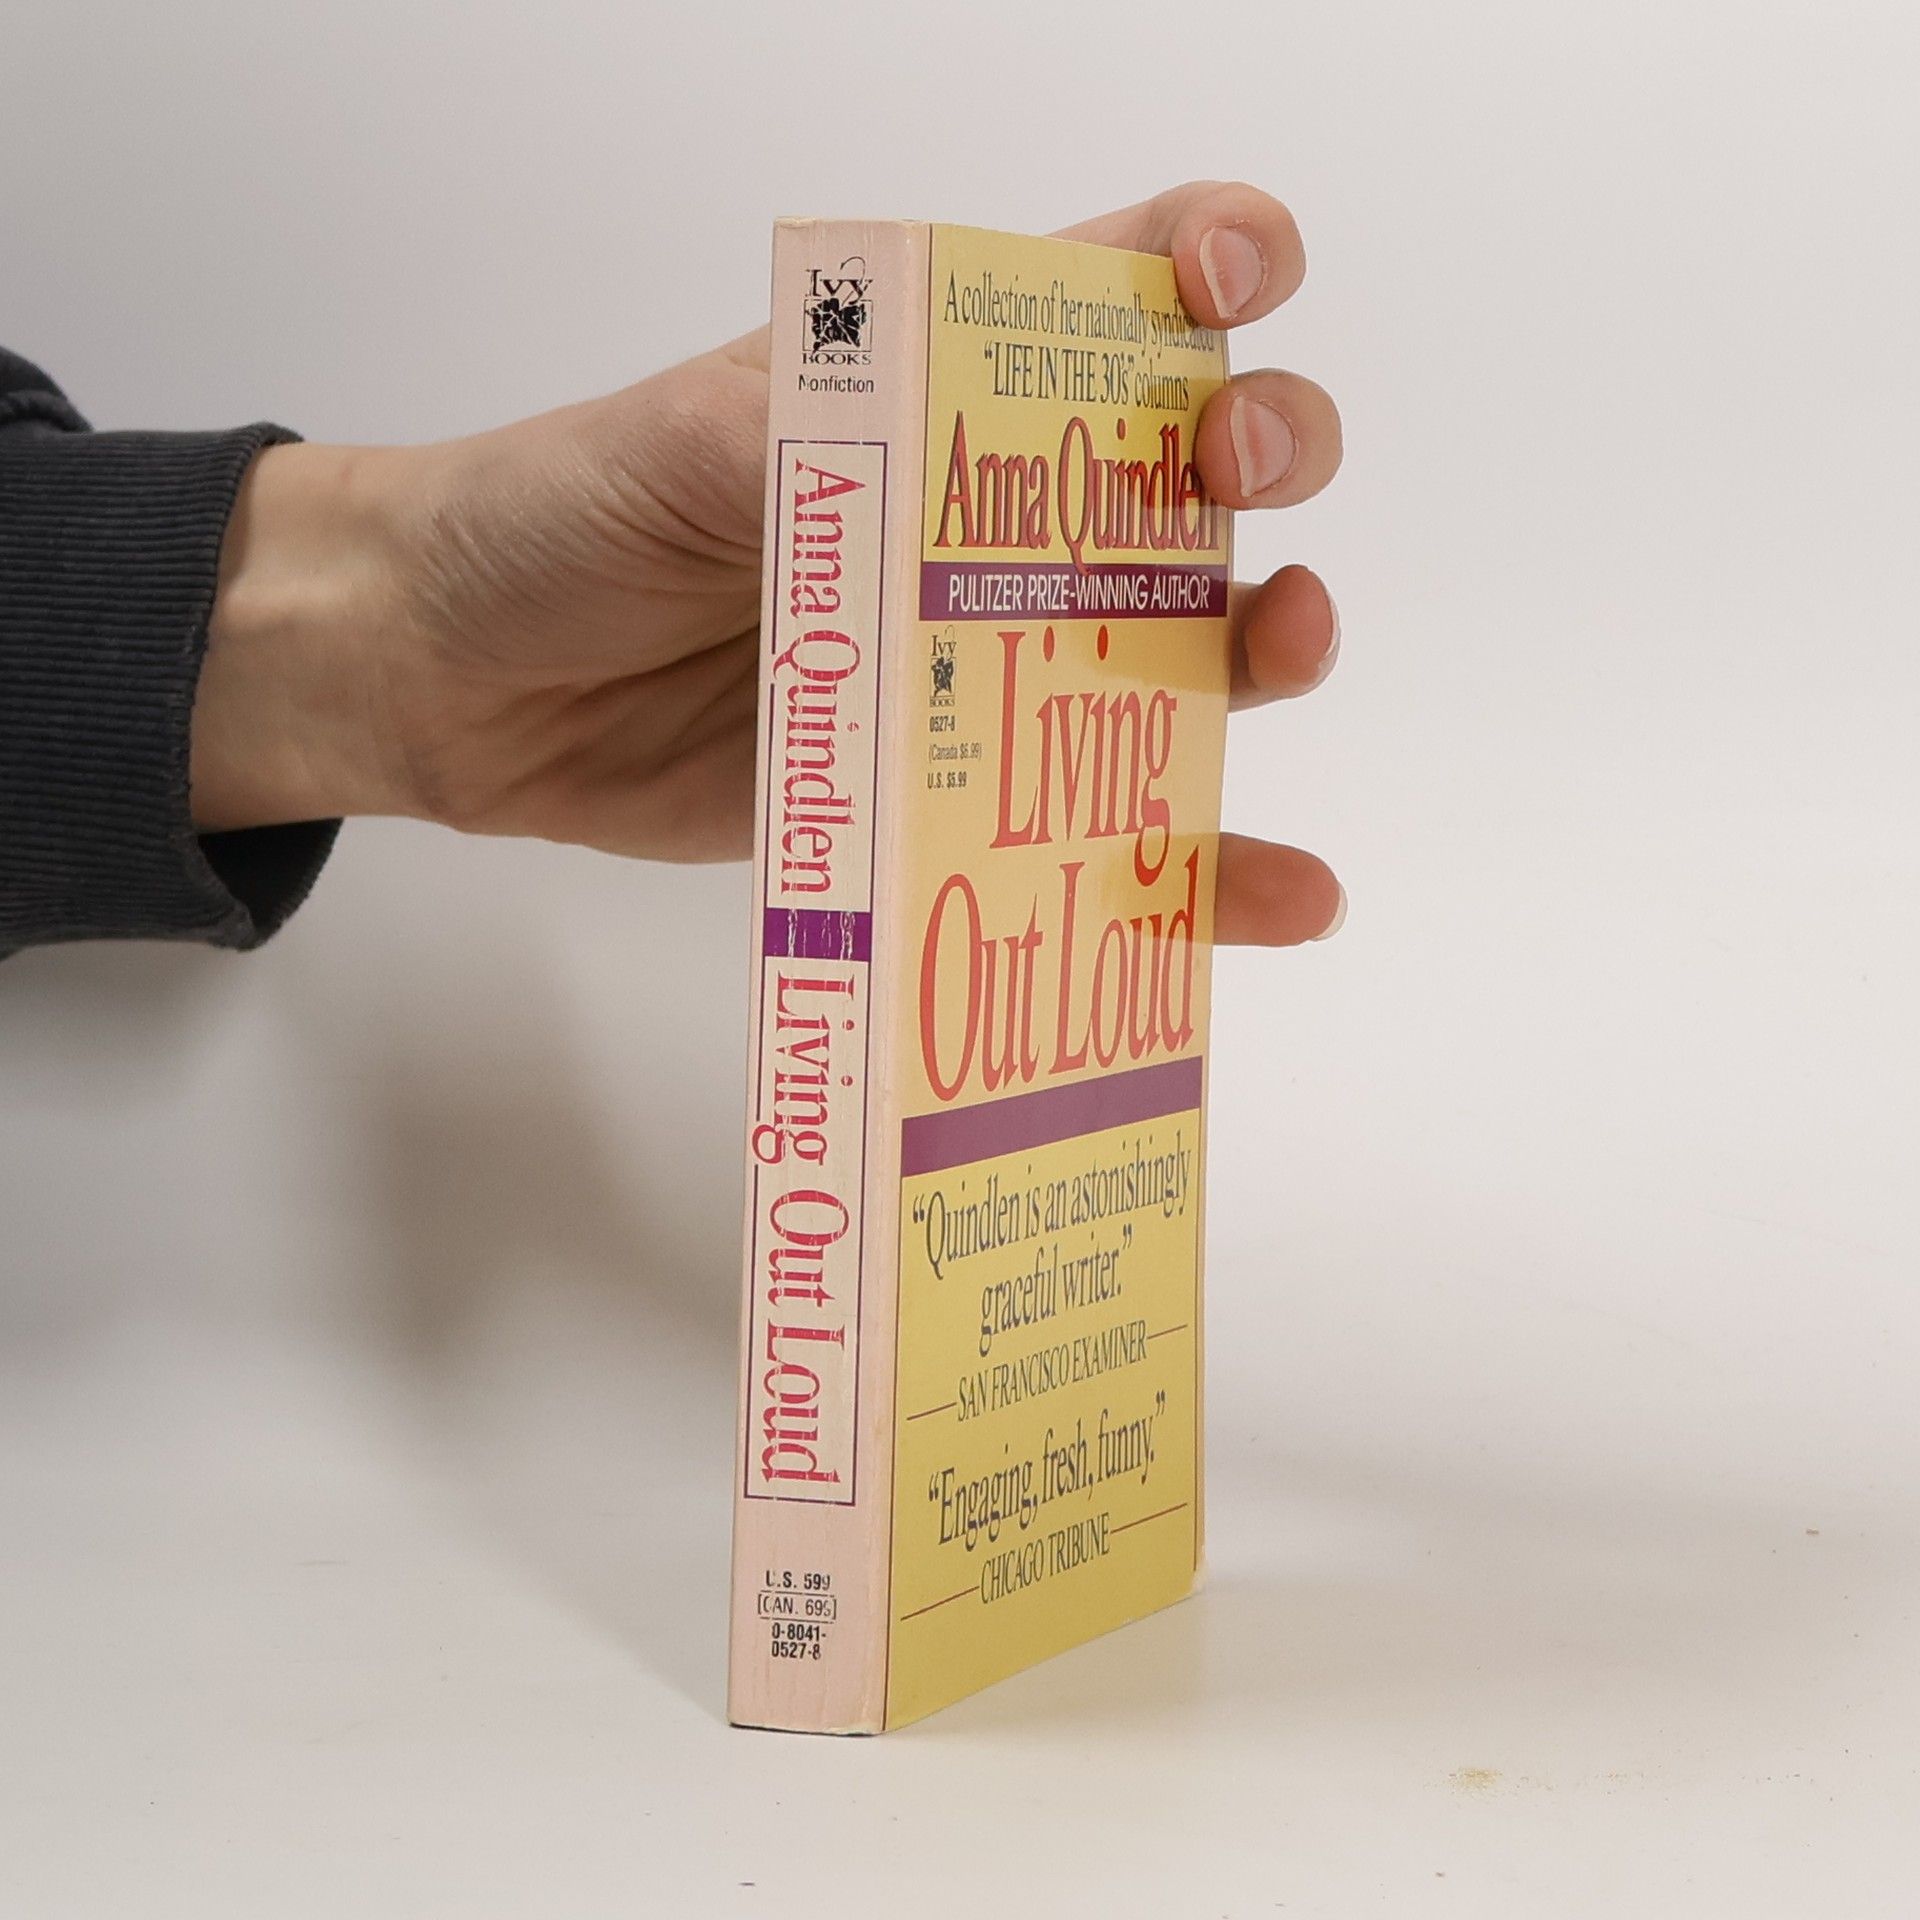 Ivy
BOOKS
Nonfiction
Anna Quindlen
Living Out Loud
U.S. 599
[CAN. 699]
0-8041-
0527-8
A collection of her nationally syndicated
“LIFE IN THE 30's” columns
Anna Quindlen
PULITZER PRIZE-WINNING AUTHOR
Ivy
BOOKS
0527-8
(Canada $6.99)
U.S. $5.99
Living
Out Loud
“Quindlen is an astonishingly
graceful writer.”
—SAN FRANCISCO EXAMINER—
“Engaging, fresh, funny.”
—CHICAGO TRIBUNE—